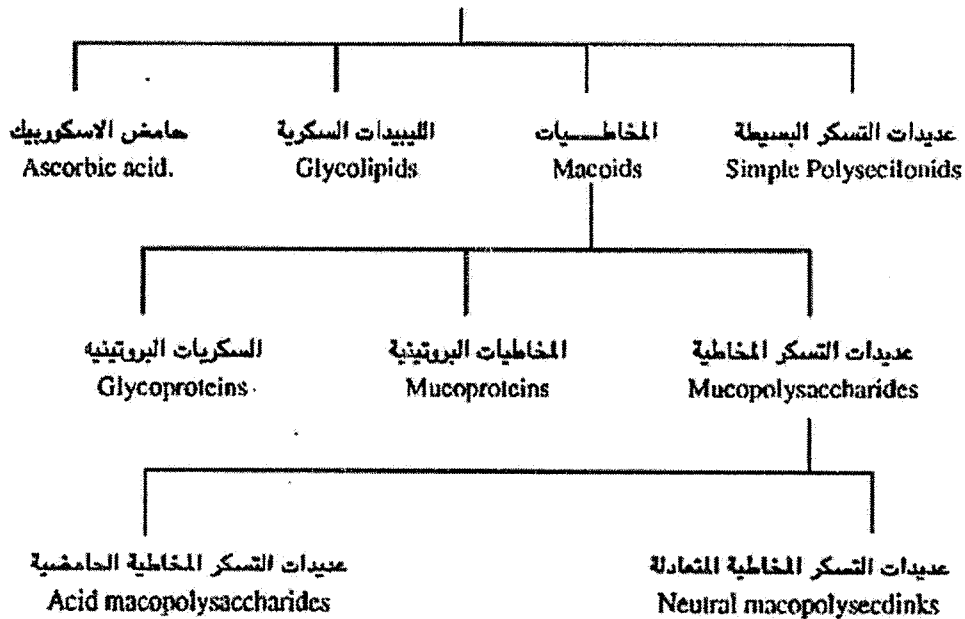 عديدات التسكر البسيطة
Simple Polysecilonids
المخاطـــــيات
Macoids
الليبيدات السكرية
Glycolipids
حامض الاسكوربيك
Ascorbic acid.
عديدات التسكر المخاطية
Mucopolysaccharides
المخاطيات البروتينية
Mucoproteins
السكريات البروتينيه
Glycoproteins
عديدات التسكر المخاطية المتعادلة
Neutral macopolysecdinks
عديدات التسكر المخاطية الحامضية
Acid macopolysaccharides